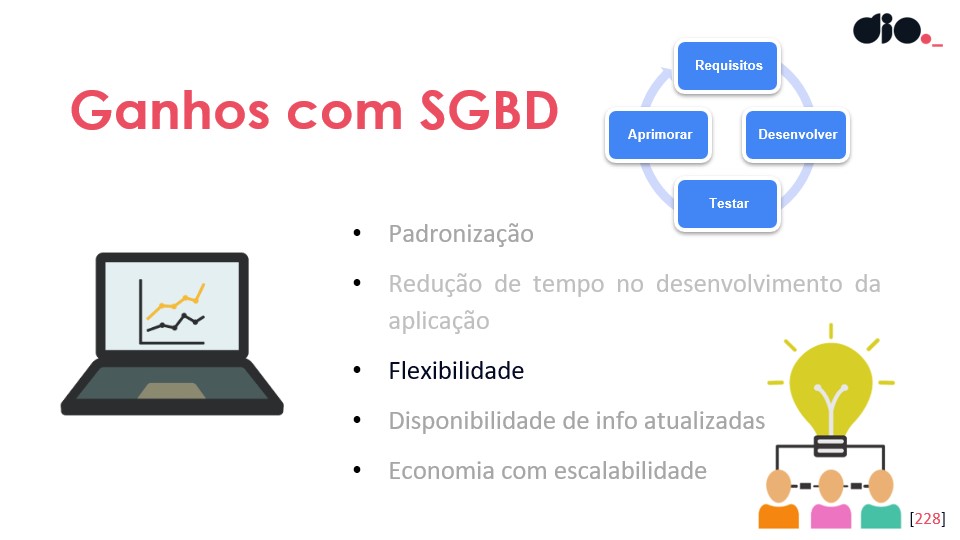 dio._
Requisitos
Ganhos com SGBD
Aprimorar
Desenvolver
Testar
• Padronização
• Redução de tempo no desenvolvimento da
aplicação
• Flexibilidade
• Disponibilidade de info atualizadas
• Economia com escalabilidade
[228]